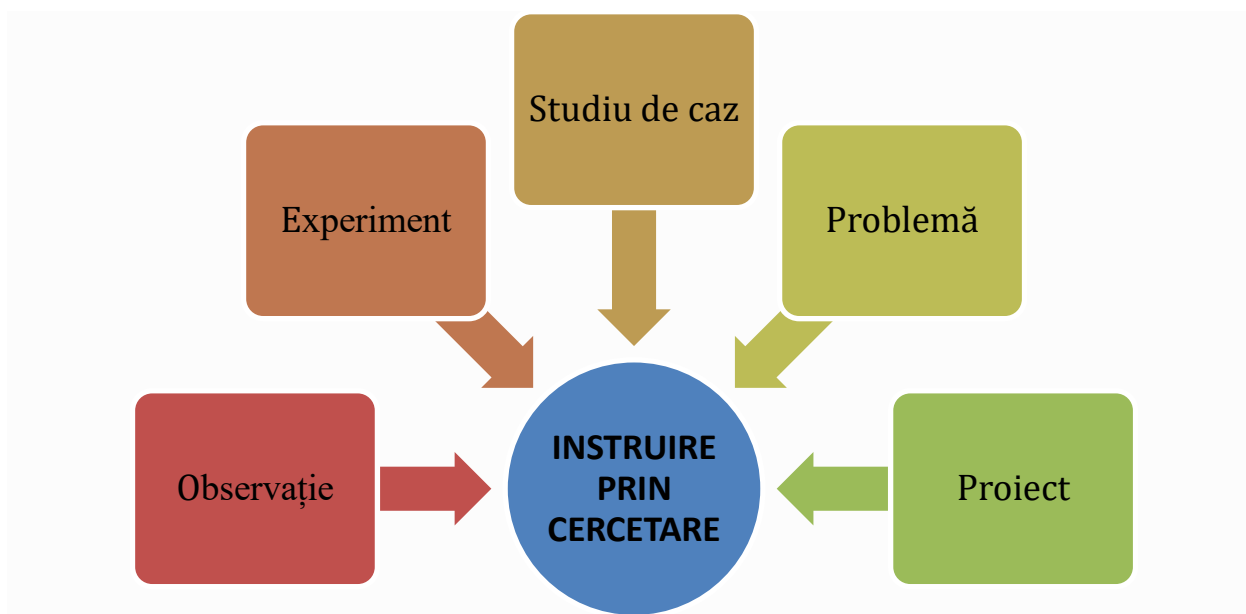 Studiu de caz
Experiment
Problemă
Observație
INSTRUIRE
PRIN
CERCETARE
Proiect